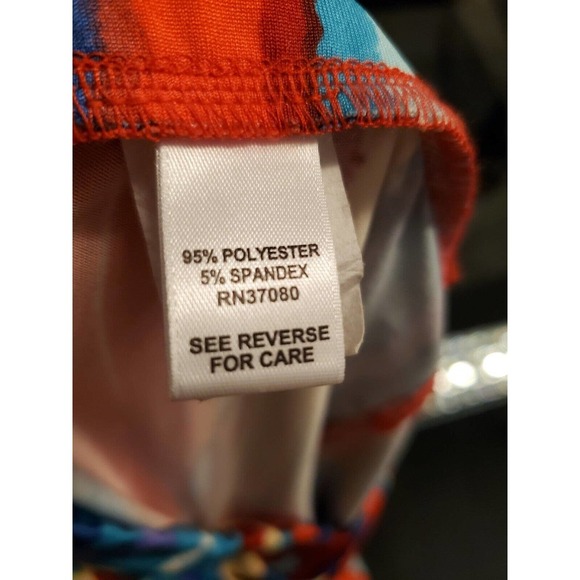 95% POLYESTER
5% SPANDEX
RN37080
SEE REVERSE
FOR CARE